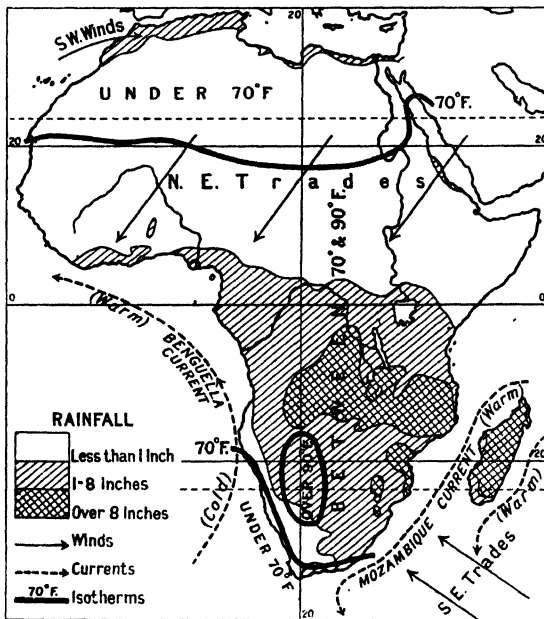 20
S.W. Winds
UNDER 70°F
70°F.
20
N.E. Trades
BETWEEN 70° & 90° F.
0
0
(Warm)
BENGUELLA
CURRENT
(Cold)
RAINFALL
Less than 1 Inch
1-8 Inches
Over 8 Inches
Winds
Currents
70°F. Isotherms
70°F.
OVER 90°F
UNDER 70°F
(Warm)
20
(Warm)
MOZAMBIQUE CURRENT
S.E. Trades
20